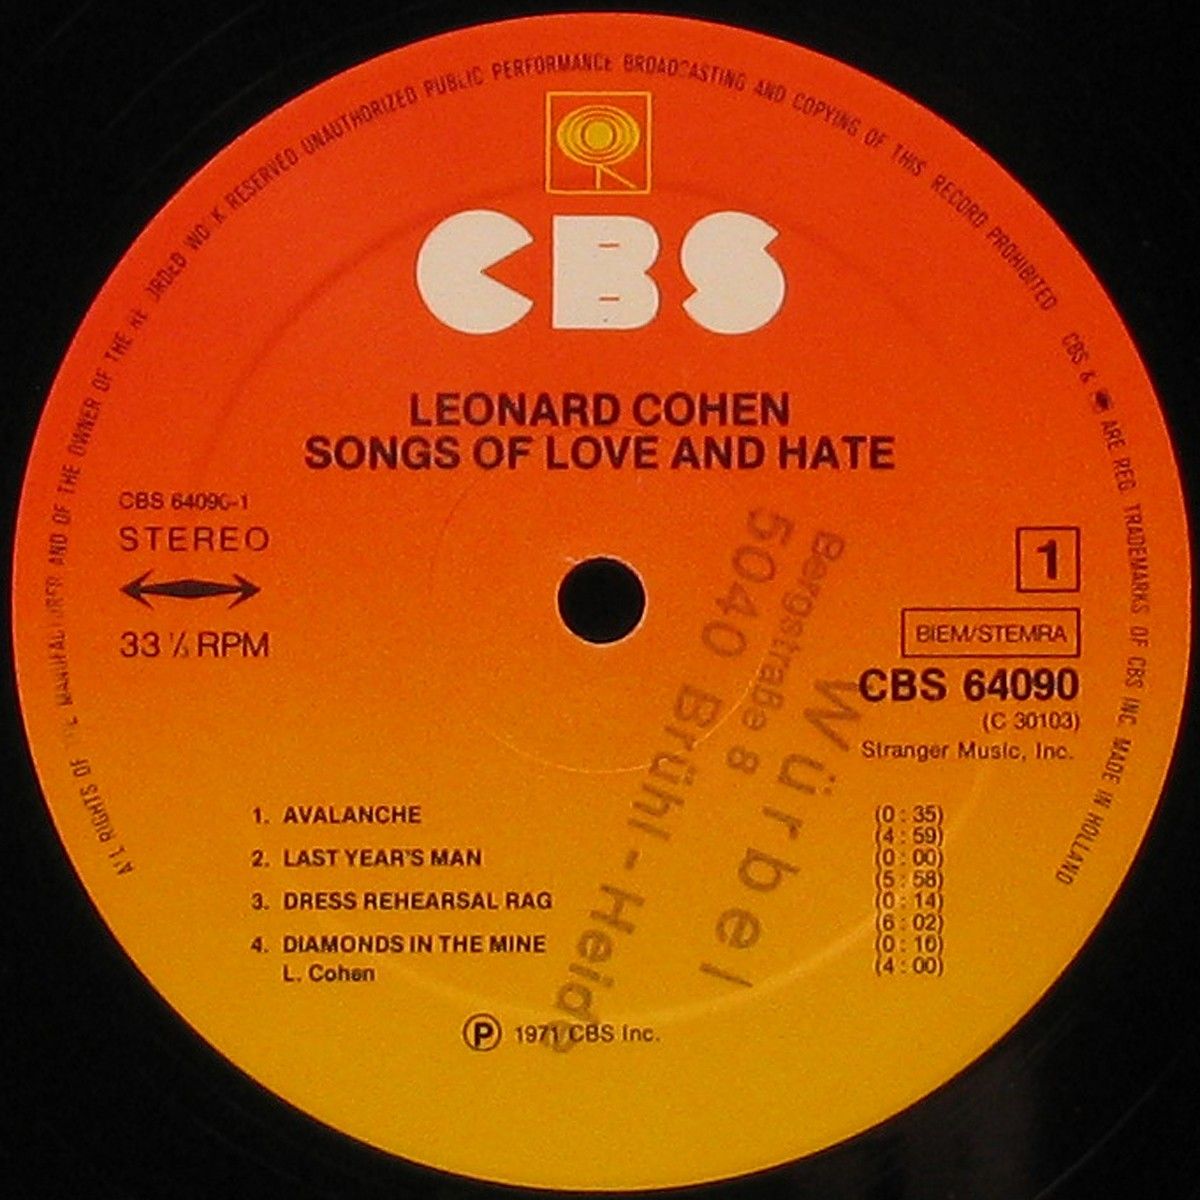 ALL RIGHTS OF THE MANUFACTURER AND OF THE OWNER OF THE RECORDED WORK RESERVED UNAUTHORIZED PUBLIC PERFORMANCE BROADCASTING AND COPYING OF THIS RECORD PROHIBITED CBS & ARE REG. TRADEMARKS OF CBS INC. MADE IN HOLLAND
CBS
LEONARD COHEN
SONGS OF LOVE AND HATE
CBS 64090-1
STEREO
33 ⅓ RPM
1
BIEM/STEMRA
CBS 64090
(C 30103)
Stranger Music, Inc.
1. AVALANCHE (0 : 35)
(4 : 59)
2. LAST YEAR'S MAN (0 : 00)
(5 : 58)
3. DRESS REHEARSAL RAG (0 : 14)
(6 : 02)
4. DIAMONDS IN THE MINE (0 : 16)
L. Cohen (4 : 00)
℗ 1971 CBS Inc.
Würbel
Bergstraße 8
5040 Brühl - Heide